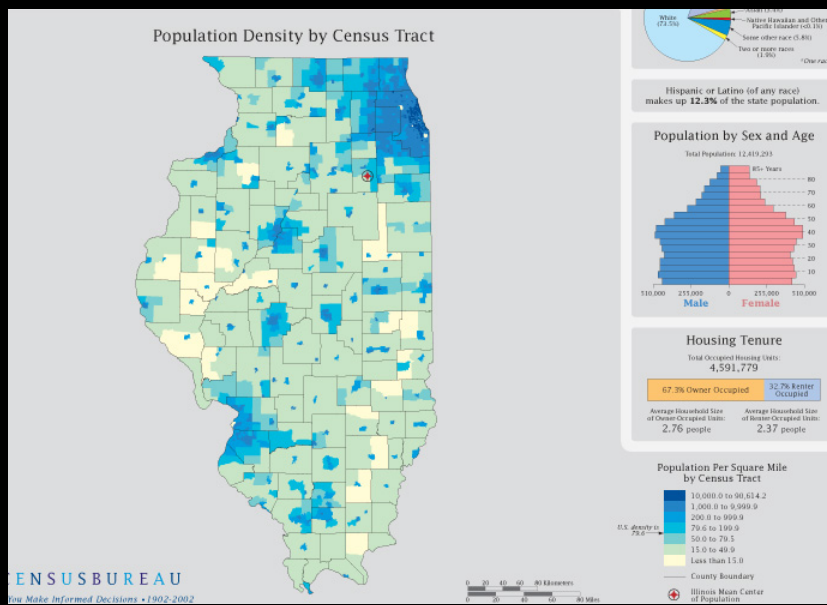 Population Density by Census Tract
White
(73.5%)
Native Hawaiian and Other
Pacific Islander (<0.1%)
Some other race (5.8%)
Two or more races
(1.9%)
Hispanic or Latino (of any race)
makes up 12.3% of the state population.
Population by Sex and Age
Total Population: 12,419,293
85+ Years
80
70
60
50
40
30
20
10
510,000 255,000 0 255,000 510,000
Male Female
Housing Tenure
Total Occupied Housing Units:
4,591,779
67.3% Owner Occupied
32.7% Renter
Occupied
Average Household Size
of Owner-Occupied Units:
2.76 people
Average Household Size
of Renter-Occupied Units:
2.37 people
Population Per Square Mile
by Census Tract
10,000.0 to 90,614.2
1,000.0 to 9,999.9
200.0 to 999.9
79.6 to 199.9
50.0 to 79.5
15.0 to 49.9
Less than 15.0
U.S. density is
79.6
County Boundary
Illinois Mean Center
of Population
0 20 40 60 80 Kilometers
0 20 40 60 80 Miles
ENSUSBUREAU
You Make Informed Decisions • 1902-2002